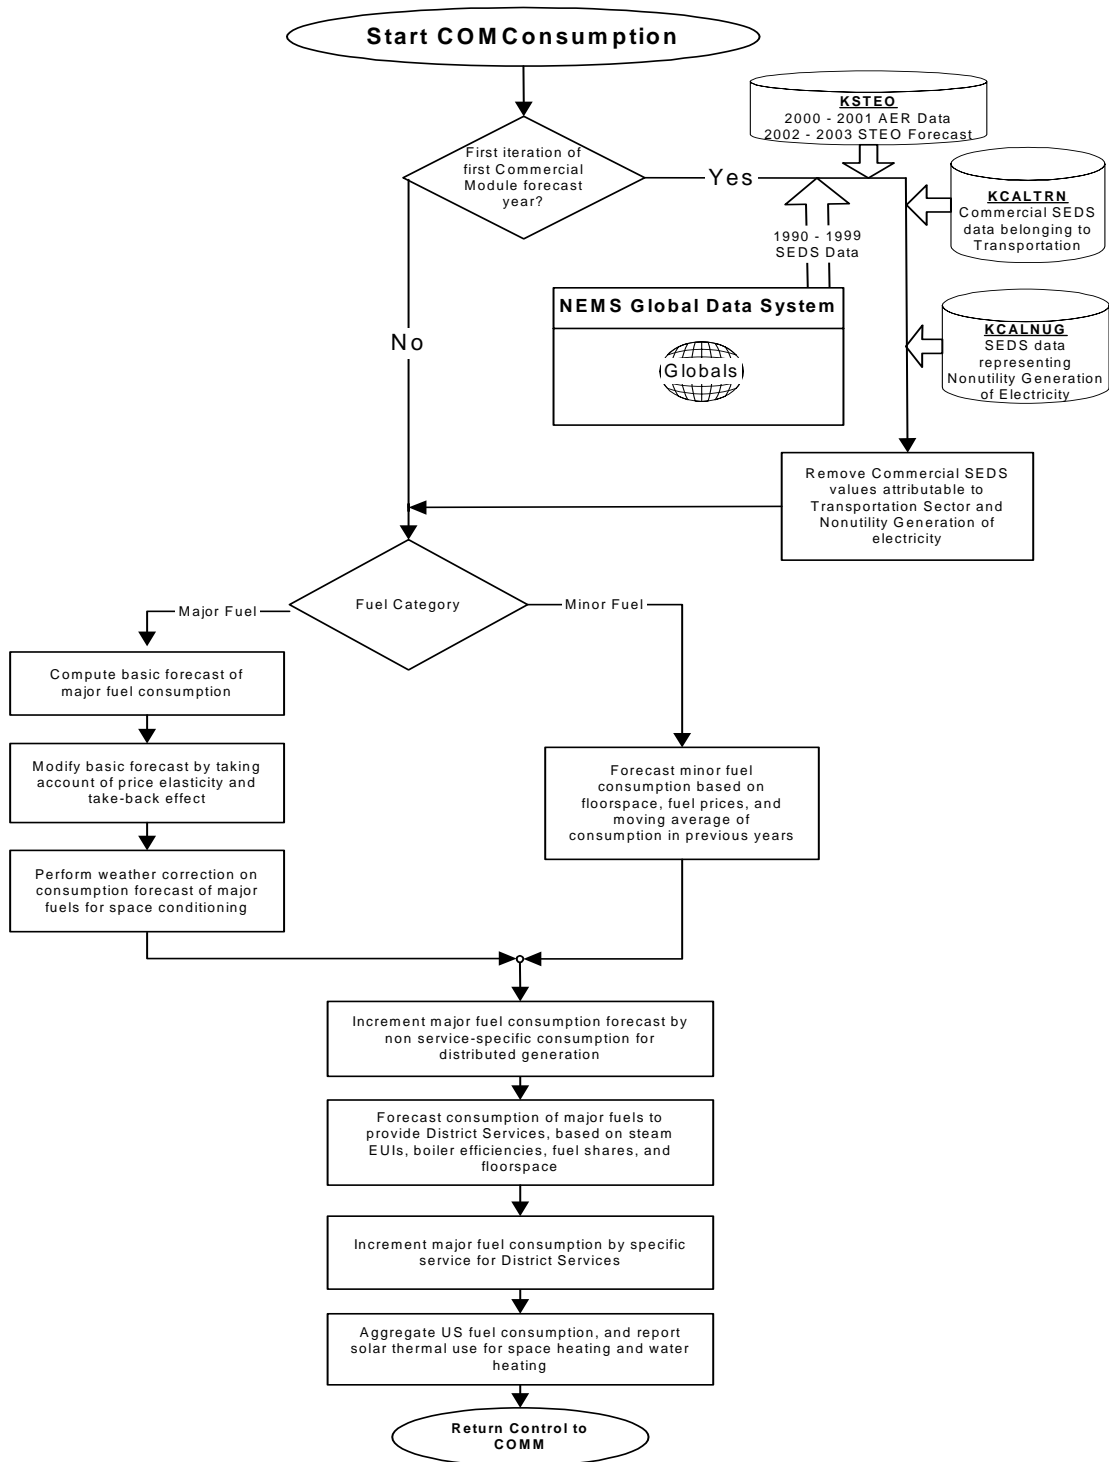 Start COMConsumption
KSTEO
2000 - 2001 AER Data
2002 - 2003 STEO Forecast
First iteration of
first Commercial
Module forecast
year?
Yes
KCALTRN
Commercial SEDS
data belonging to
Transportation
1990 - 1999
SEDS Data
NEMS Global Data System
Globals
No
KCALNUG
SEDS data
representing
Nonutility Generation
of Electricity
Remove Commercial SEDS
values attributable to
Transportation Sector and
Nonutility Generation of
electricity
Fuel Category
Major Fuel
Minor Fuel
Compute basic forecast of
major fuel consumption
Modify basic forecast by taking
account of price elasticity and
take-back effect
Forecast minor fuel
consumption based on
floorspace, fuel prices, and
moving average of
consumption in previous years
Perform weather correction on
consumption forecast of major
fuels for space conditioning
Increment major fuel consumption forecast by
non service-specific consumption for
distributed generation
Forecast consumption of major fuels to
provide District Services, based on steam
EUIs, boiler efficiencies, fuel shares, and
floorspace
Increment major fuel consumption by specific
service for District Services
Aggregate US fuel consumption, and report
solar thermal use for space heating and water
heating
Return Control to
COMM